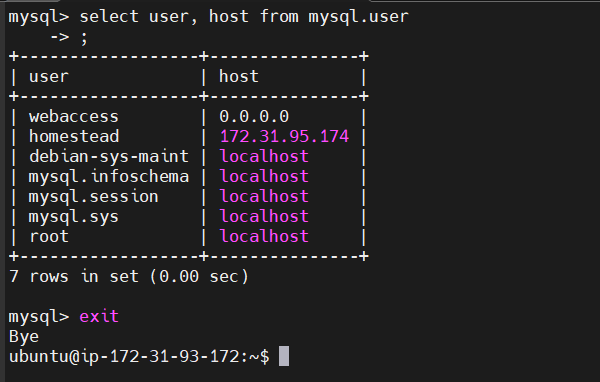 mysql> select user, host from mysql.user
    -> ;
+------------------+---------------+
| user             | host          |
+------------------+---------------+
| webaccess        | 0.0.0.0       |
| homestead        | 172.31.95.174 |
| debian-sys-maint | localhost     |
| mysql.infoschema | localhost     |
| mysql.session    | localhost     |
| mysql.sys        | localhost     |
| root             | localhost     |
+------------------+---------------+
7 rows in set (0.00 sec)

mysql> exit
Bye
ubuntu@ip-172-31-93-172:~$